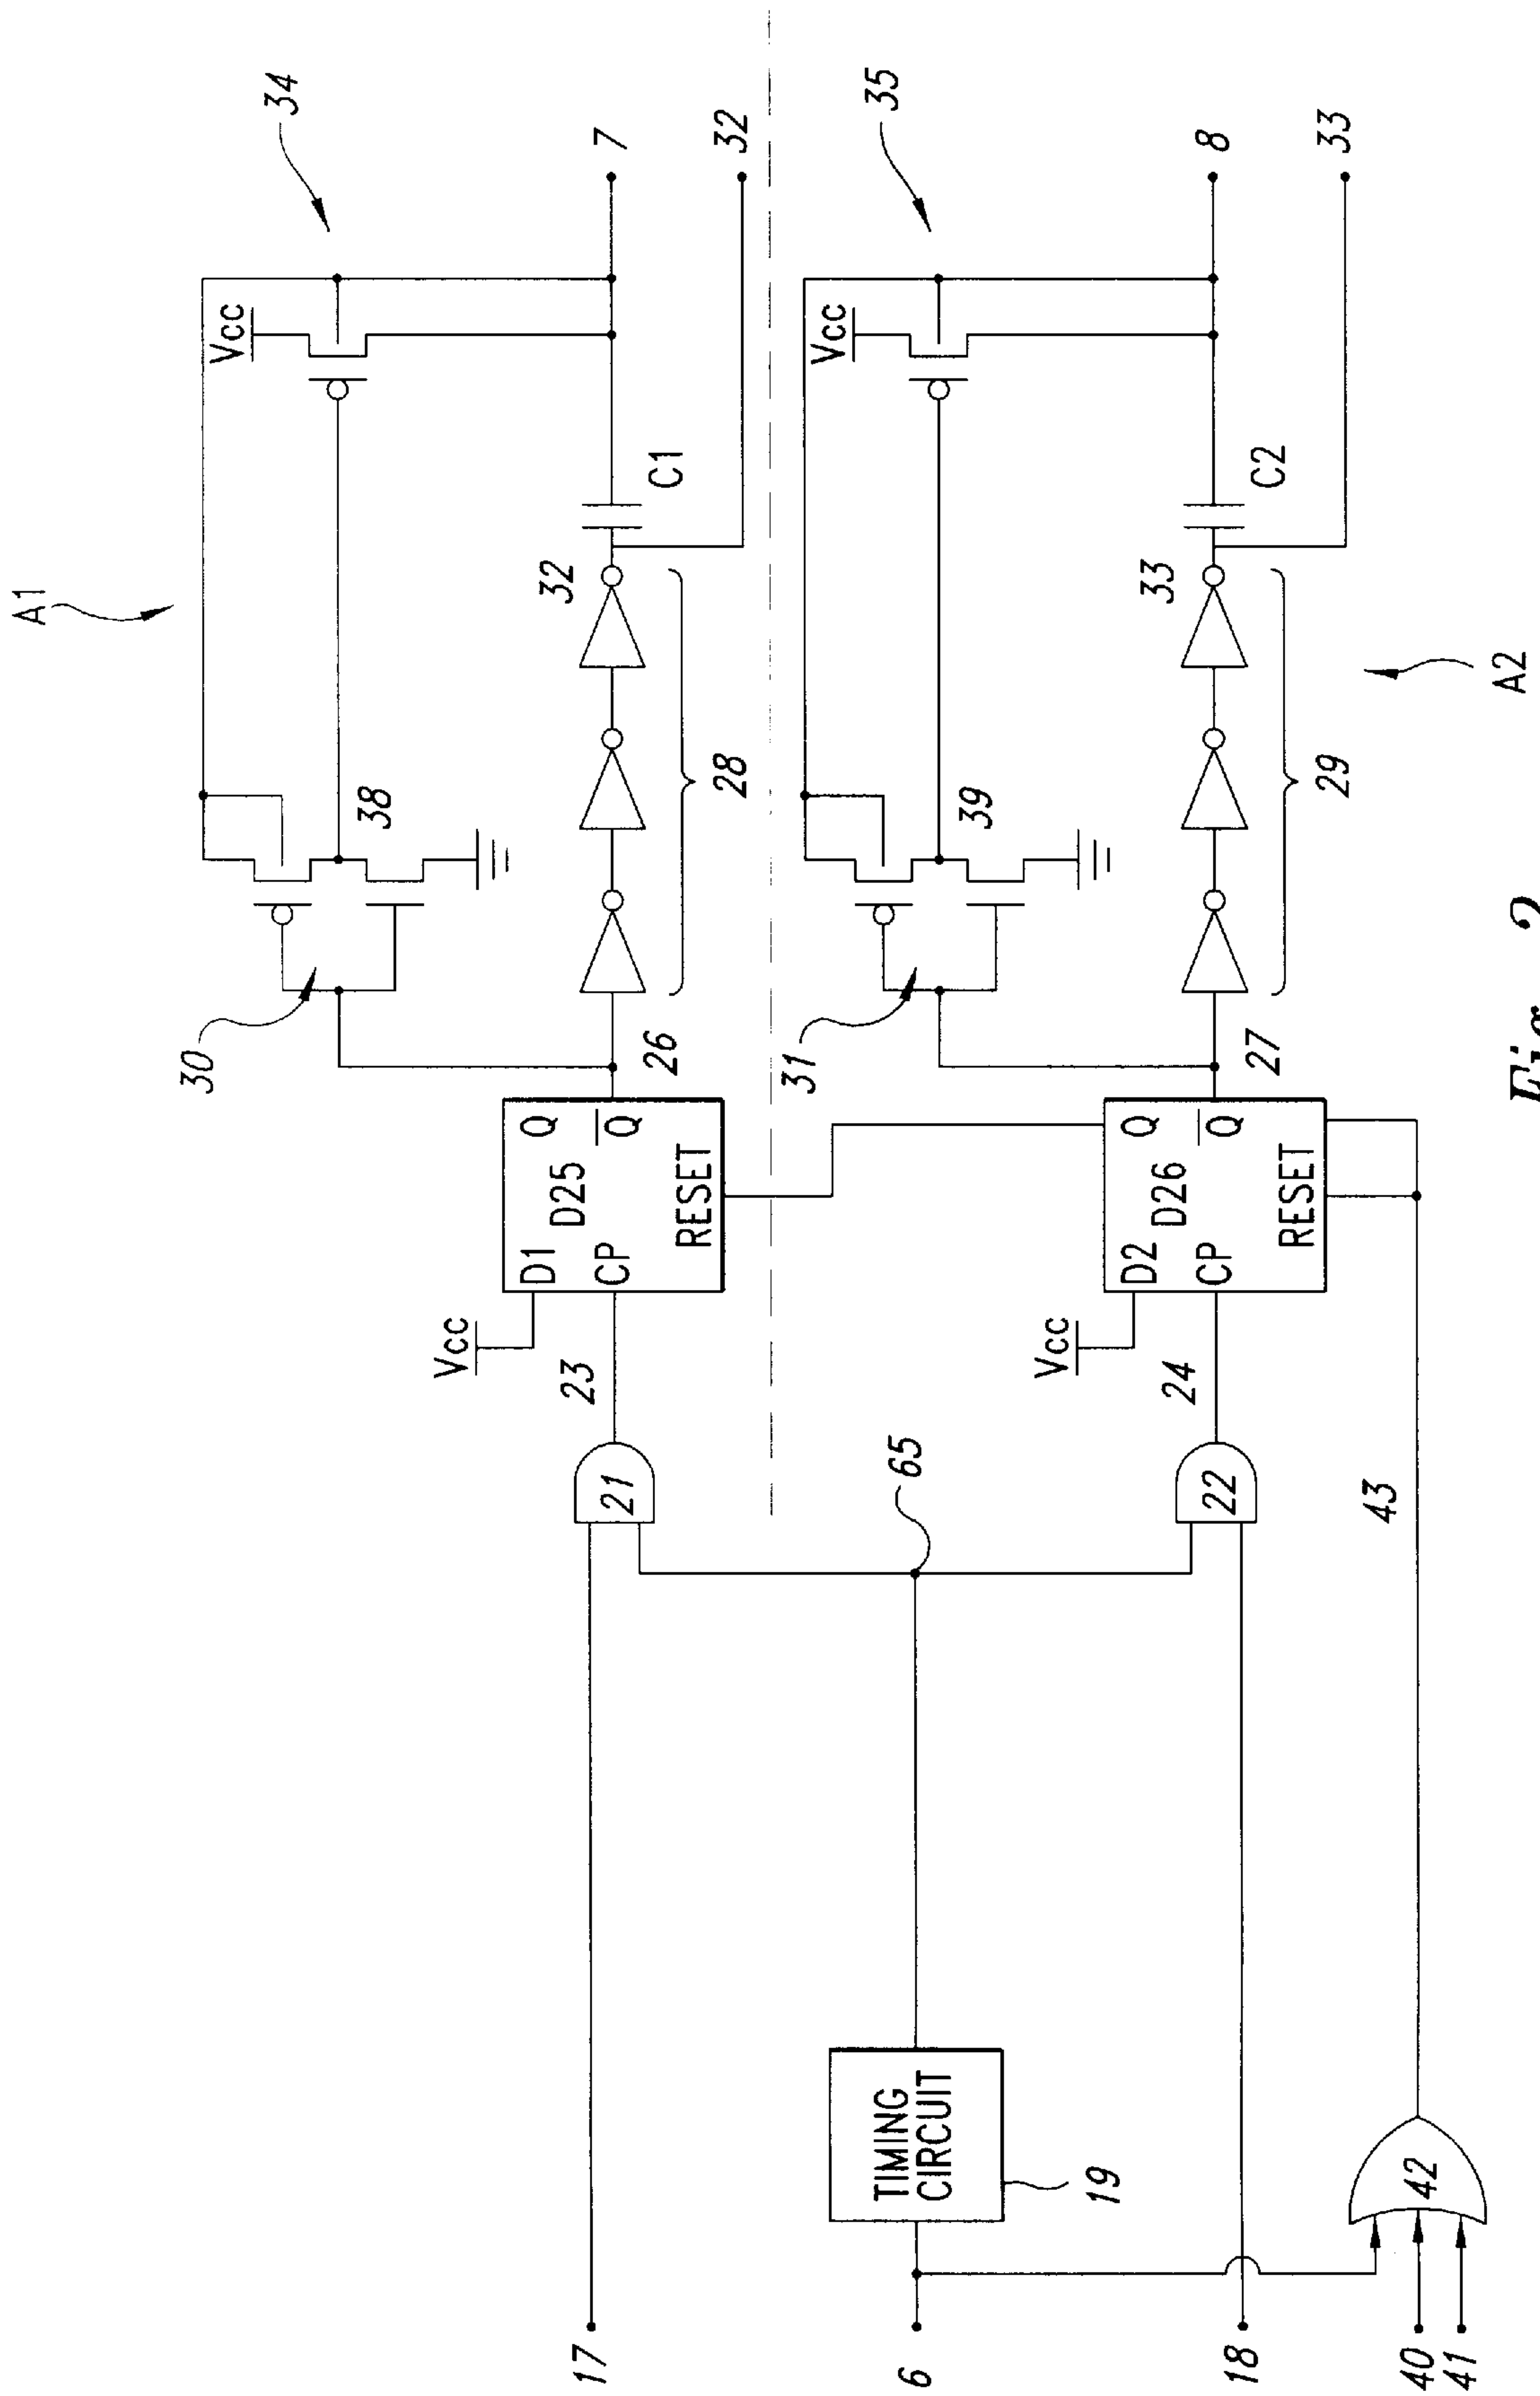 A1
34
Vcc
7
32
30
38
32
C1
28
26
Vcc
D1
Q
D25
CP
Q
RESET
23
17
21
35
Vcc
8
33
31
39
33
C2
29
27
A2
Vcc
D2
Q
D26
CP
Q
RESET
24
22
65
43
TIMING
CIRCUIT
19
6
18
42
40
41
Fig. 2